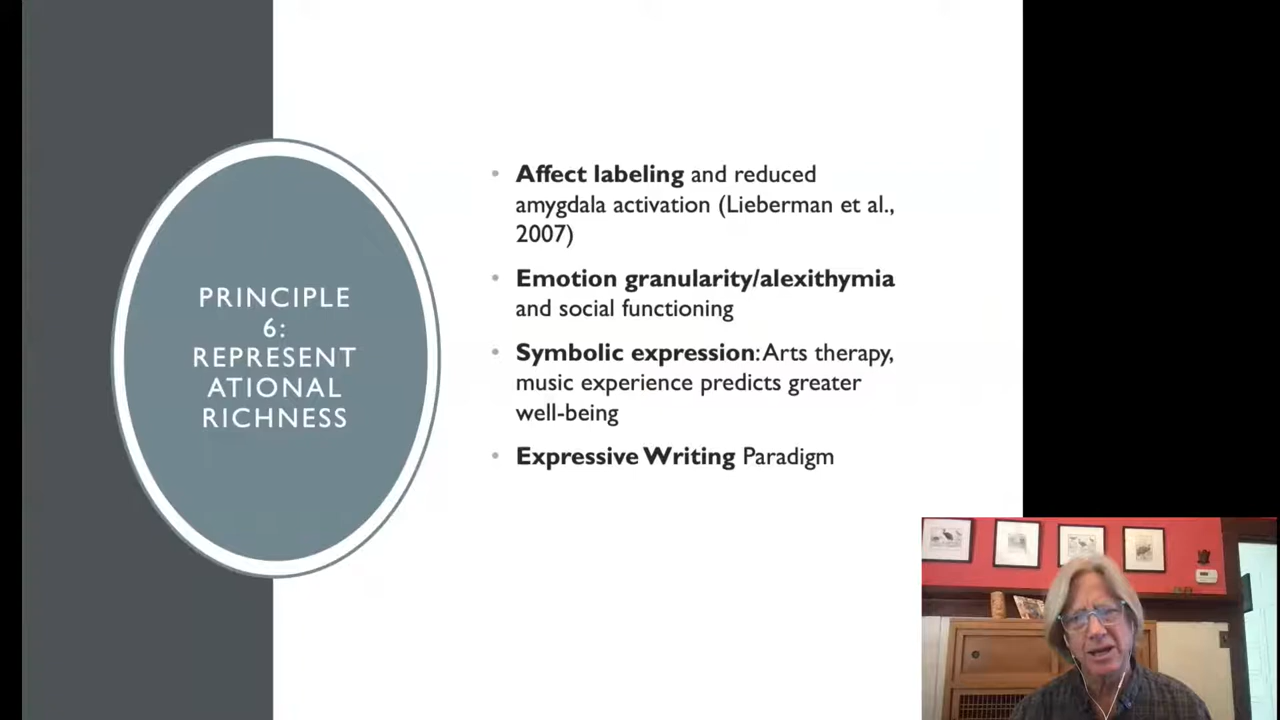 PRINCIPLE
6:
REPRESENT
ATIONAL
RICHNESS
• Affect labeling and reduced
amygdala activation (Lieberman et al.,
2007)
• Emotion granularity/alexithymia
and social functioning
• Symbolic expression: Arts therapy,
music experience predicts greater
well-being
• Expressive Writing Paradigm